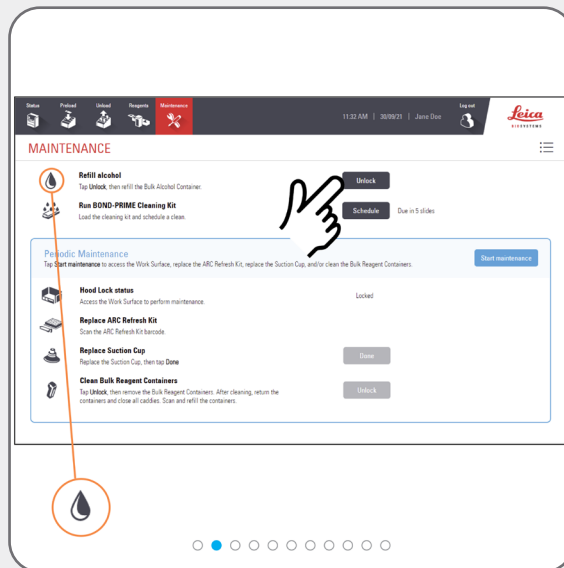 Status Preload Unload Reagents Maintenance
11:32 AM | 30/09/21 | Jane Doe
Log out
Leica
BIOSYSTEMS
MAINTENANCE
Refill alcohol
Tap Unlock, then refill the Bulk Alcohol Container.
Unlock
Run BOND-PRIME Cleaning Kit
Load the cleaning kit and schedule a clean.
Schedule Due in 5 slides
Periodic Maintenance
Tap Start maintenance to access the Work Surface, replace the ARC Refresh Kit, replace the Suction Cup, and/or clean the Bulk Reagent Containers.
Start maintenance
Hood Lock status
Access the Work Surface to perform maintenance.
Locked
Replace ARC Refresh Kit
Scan the ARC Refresh Kit barcode.
Replace Suction Cup
Replace the Suction Cup, then tap Done
Done
Clean Bulk Reagent Containers
Tap Unlock, then remove the Bulk Reagent Containers. After cleaning, return the
containers and close all caddies. Scan and refill the containers.
Unlock